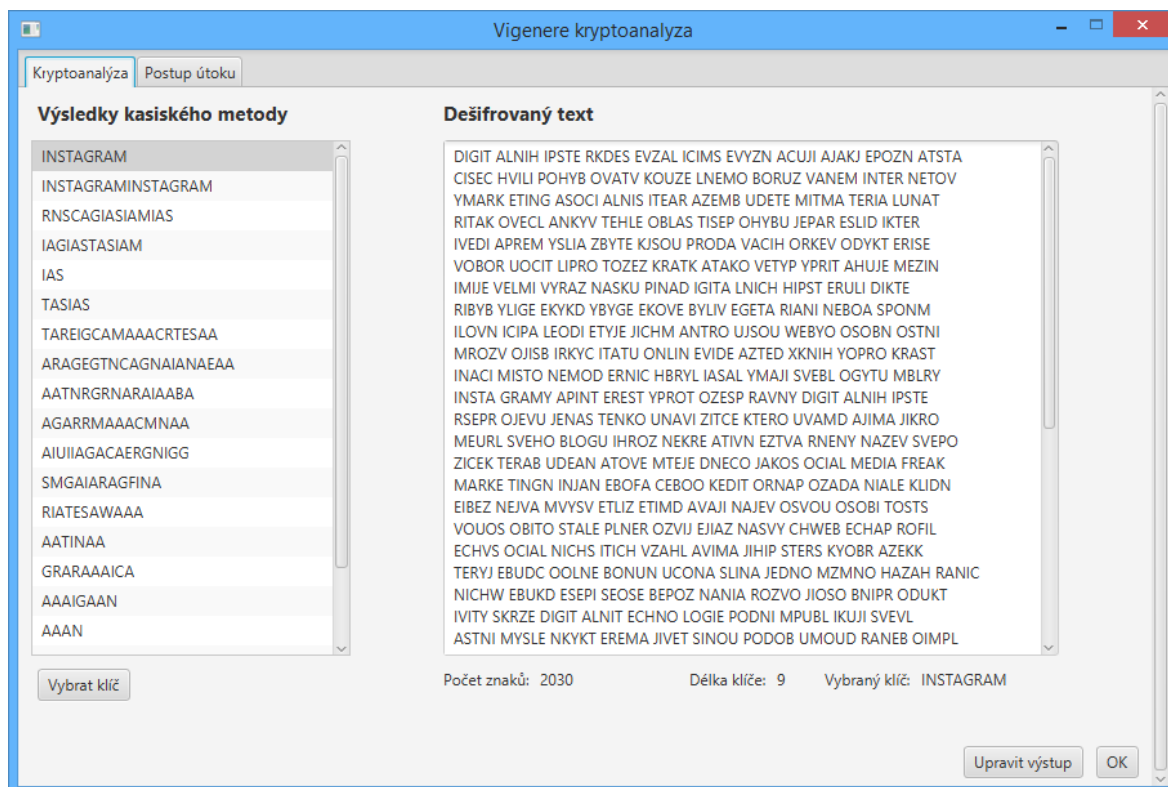 Vigenere kryptoanalyza
Kryptoanalýza
Postup útoku
Výsledky kasiského metody
INSTAGRAM
INSTAGRAMINSTAGRAM
RNSCAGIASIAMIAS
IAGIASTASIAM
IAS
TASIAS
TAREIGCAMAAACRTESAA
ARAGEGTNCAGNAIANAEAA
AATNRGRNARAIAABA
AGARRMAAACMNAA
AIUIIAGACAERGNIGG
SMGAIARAGFINA
RIATESAWAAA
AATINAA
GRARAAAICA
AAAIGAAN
AAAN
Vybrat klíč
Dešifrovaný text
DIGIT ALNIH IPSTE RKDES EVZAL ICIMS EVYZN ACUJI AJAKJ EPOZN ATSTA
CISEC HVILI POHYB OVATV KOUZE LNEMO BORUZ VANEM INTER NETOV
YMARK ETING ASOCI ALNIS ITEAR AZEMB UDETE MITMA TERIA LUNAT
RITAK OVECL ANKYV TEHLE OBLAS TISEP OHYBU JEPAR ESLID IKTER
IVEDI APREM YSLIA ZBYTE KJSOU PRODA VACIH ORKEV ODYKT ERISE
VOBOR UOCIT LIPRO TOZEZ KRATK ATAKO VETYP YPRIT AHUJE MEZIN
IMIJE VELMI VYRAZ NASKU PINAD IGITA LNICH HIPST ERULI DIKTE
RIBYB YLIGE EKYKD YBYGE EKOVE BYLIV EGETA RIANI NEBOA SPONM
ILOVN ICIPA LEODI ETYJE JICHM ANTRO UJSOU WEBYO OSOBN OSTNI
MROZV OJISB IRKYC ITATU ONLIN EVIDE AZTED XKNIH YOPRO KRAST
INACI MISTO NEMOD ERNIC HBRYL IASAL YMAJI SVEBL OGYTU MBLRY
INSTA GRAMY APINT EREST YPROT OZESP RAVNY DIGIT ALNIH IPSTE
RSEPR OJEVU JENAS TENKO UNAVI ZITCE KTERO UVAMD AJIMA JIKRO
MEURL SVEHO BLOGU IHROZ NEKRE ATIVN EZTVA RNENY NAZEV SVEPO
ZICEK TERAB UDEAN ATOVE MTEJE DNECO JAKOS OCIAL MEDIA FREAK
MARKE TINGN INJAN EBOFA CEBOO KEDIT ORNAP OZADA NIALE KLIDN
EIBEZ NEJVA MVYSV ETLIZ ETIMD AVAJI NAJEV OSVOU OSOBI TOSTS
VOUOS OBITO STALE PLNER OZVIJ EJIAZ NASVY CHWEB ECHAP ROFIL
ECHVS OCIAL NICHS ITICH VZAHL AVIMA JIHIP STERS KYOBR AZEKK
TERYJ EBUDC OOLNE BONUN UCONA SLINA JEDNO MZMNO HAZAH RANIC
NICHW EBUKD ESEPI SEOSE BEPOZ NANIA ROZVO JIOSO BNIPR ODUKT
IVITY SKRZE DIGIT ALNIT ECHNO LOGIE PODNI MPUBL IKUJI SVEVL
ASTNI MYSLE NKYKT EREMA JIVET SINOU PODOB UMOUD RANEB OIMPL
Počet znaků: 2030
Délka klíče: 9
Vybraný klíč: INSTAGRAM
Upravit výstup
OK